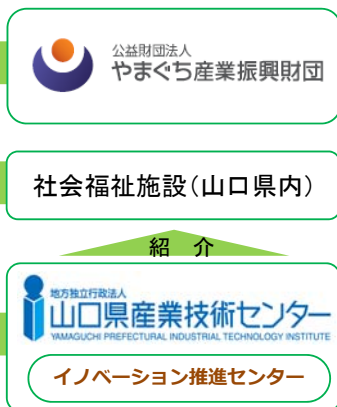 公益財団法人
やまぐち産業振興財団
社会福祉施設(山口県内)
紹 介
地方独立行政法人
山口県産業技術センター
YAMAGUCHI PREFECTURAL INDUSTRIAL TECHNOLOGY INSTITUTE
イノベーション推進センター